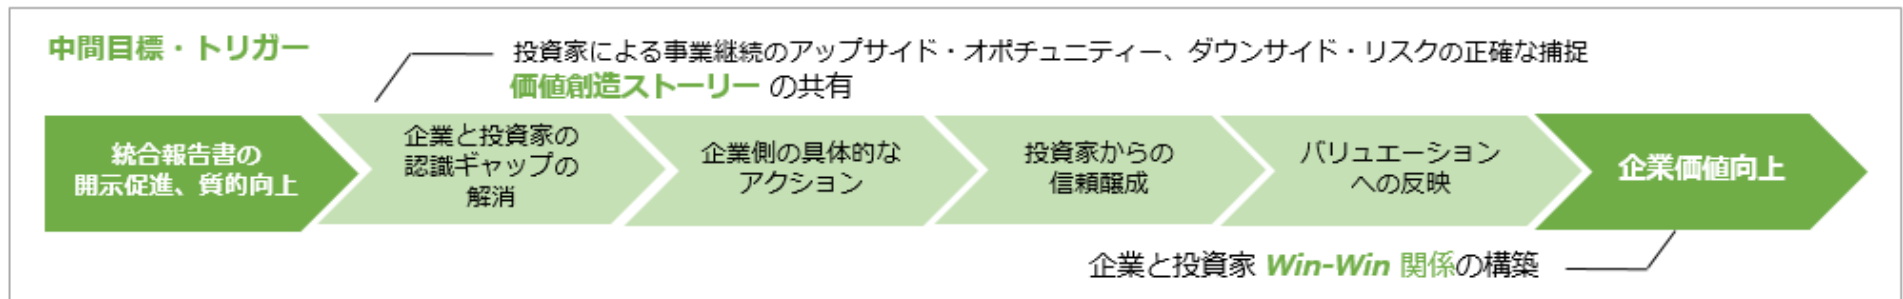 中間目標・トリガー
投資家による事業継続のアップサイド・オポチュニティー、ダウンサイド・リスクの正確な捕捉
価値創造ストーリー の共有
統合報告書の
開示促進、質的向上
企業と投資家の
認識ギャップの
解消
企業側の具体的な
アクション
投資家からの
信頼醸成
バリュエーション
への反映
企業価値向上
企業と投資家 Win-Win 関係の構築